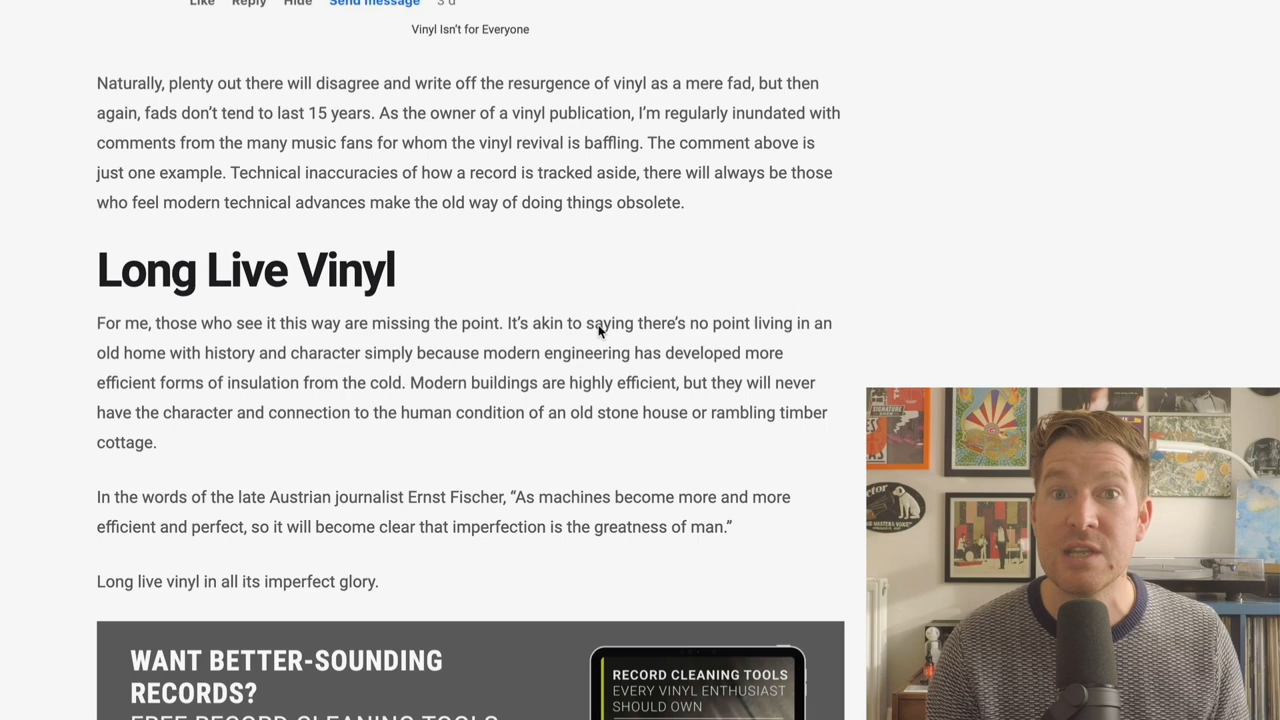 Like Reply Hide Send message 3 d
Vinyl Isn’t for Everyone
Naturally, plenty out there will disagree and write off the resurgence of vinyl as a mere fad, but then
again, fads don’t tend to last 15 years. As the owner of a vinyl publication, I’m regularly inundated with
comments from the many music fans for whom the vinyl revival is baffling. The comment above is
just one example. Technical inaccuracies of how a record is tracked aside, there will always be those
who feel modern technical advances make the old way of doing things obsolete.
Long Live Vinyl
For me, those who see it this way are missing the point. It’s akin to saying there’s no point living in an
old home with history and character simply because modern engineering has developed more
efficient forms of insulation from the cold. Modern buildings are highly efficient, but they will never
have the character and connection to the human condition of an old stone house or rambling timber
cottage.
In the words of the late Austrian journalist Ernst Fischer, “As machines become more and more
efficient and perfect, so it will become clear that imperfection is the greatness of man.”
Long live vinyl in all its imperfect glory.
WANT BETTER-SOUNDING
RECORDS?
FREE RECORD CLEANING TOOLS
RECORD CLEANING TOOLS
EVERY VINYL ENTHUSIAST
SHOULD OWN
SIGNATURE